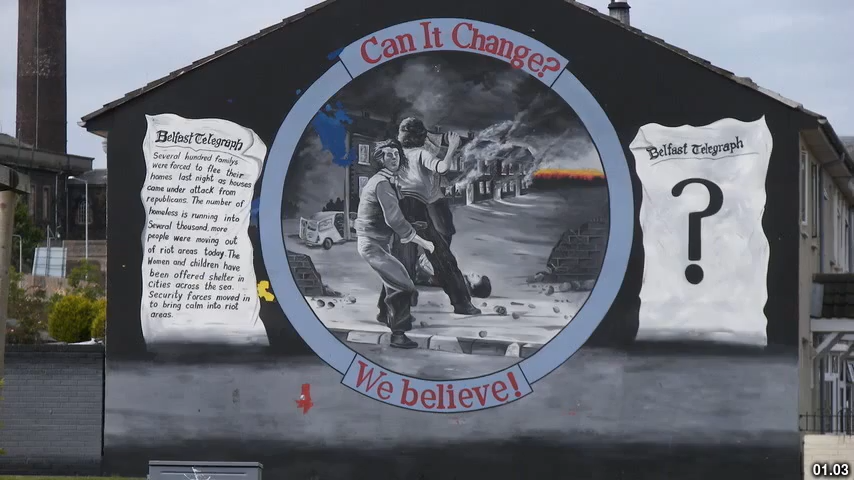 Can It Change?
Belfast Telegraph
Several hundred familys
were forced to flee their
homes last night as houses
came under attack from
republicans. The number of
homeless is running into
Several thousand, more
people were moving out
of riot areas today. The
Women and children have
been offered shelter in
cities across the sea.
Security forces moved in
to bring calm into riot
areas.
Belfast Telegraph
?
We believe!
01.03